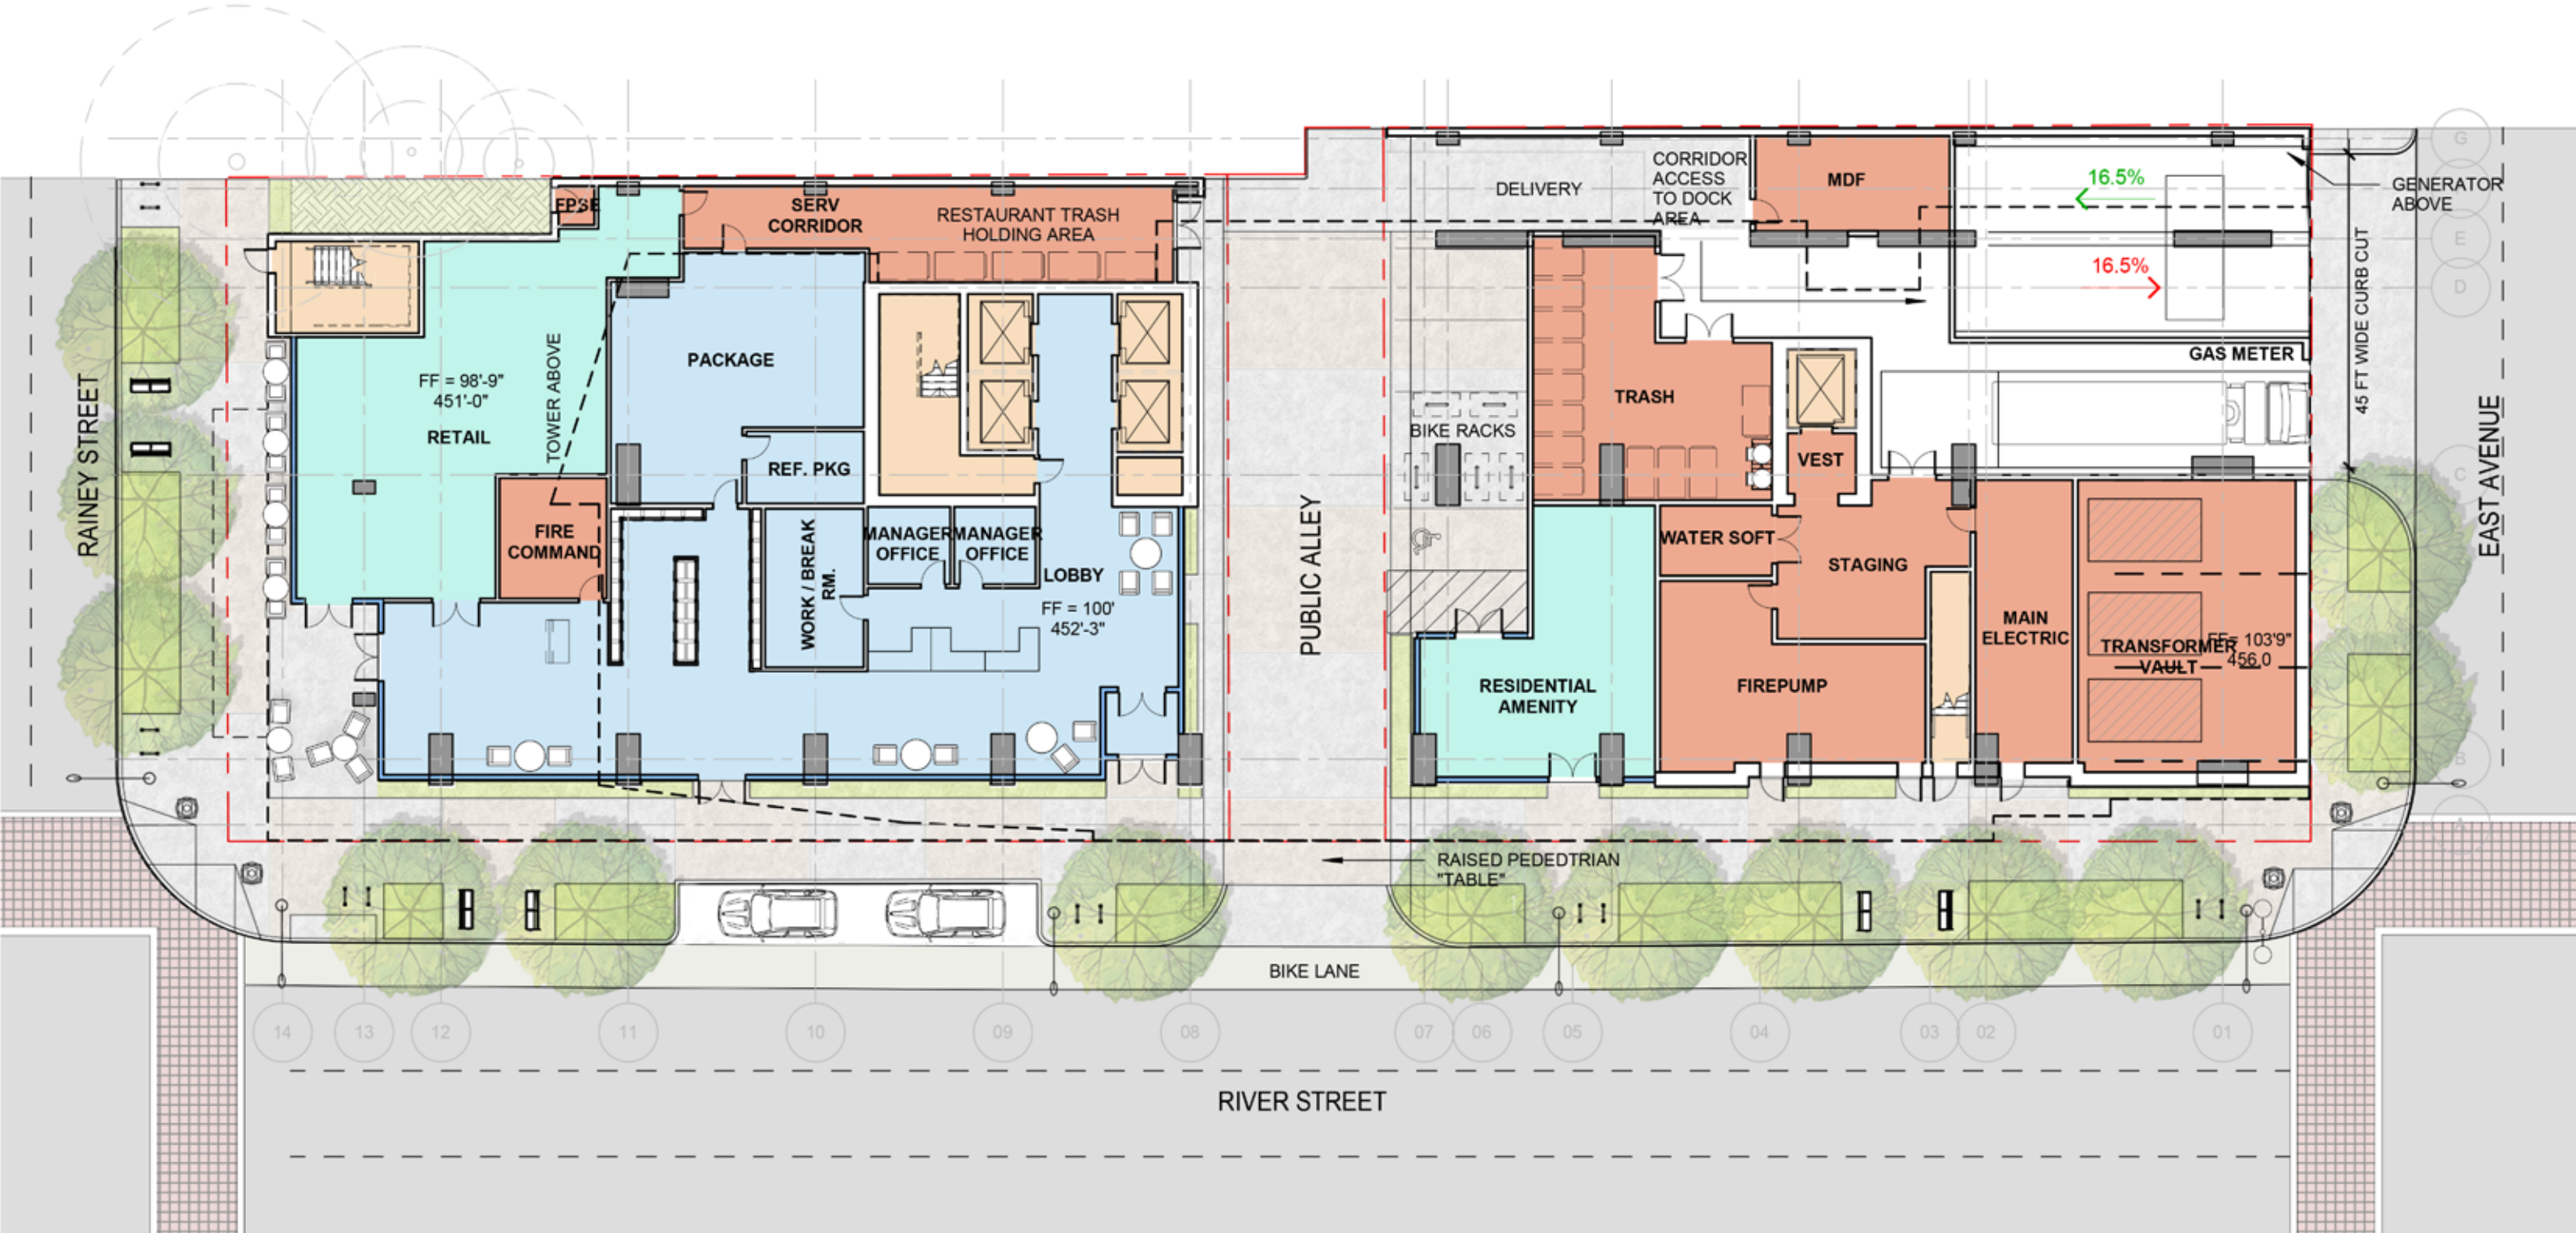 G
16.5%
GENERATOR
ABOVE
DELIVERY
CORRIDOR
ACCESS
TO DOCK
AREA
MDF
FPSE
SERV
CORRIDOR
RESTAURANT TRASH
HOLDING AREA
E
16.5%
D
45 FT WIDE CURB CUT
GAS METER
TOWER ABOVE
PACKAGE
FF = 98'-9"
451'-0"
RETAIL
TRASH
BIKE RACKS
RAINEY STREET
EAST AVENUE
REF. PKG
VEST
C
FIRE
COMMAND
WORK / BREAK
RM.
MANAGER
OFFICE
MANAGER
OFFICE
LOBBY
FF = 100'
452'-3"
PUBLIC ALLEY
WATER SOFT
STAGING
MAIN
ELECTRIC
TRANSFORMER
VAULT
FF= 103'9"
456.0
RESIDENTIAL
AMENITY
FIREPUMP
B
A
RAISED PEDEDTRIAN
"TABLE"
BIKE LANE
14
13
12
11
10
09
08
07
06
05
04
03
02
01
RIVER STREET